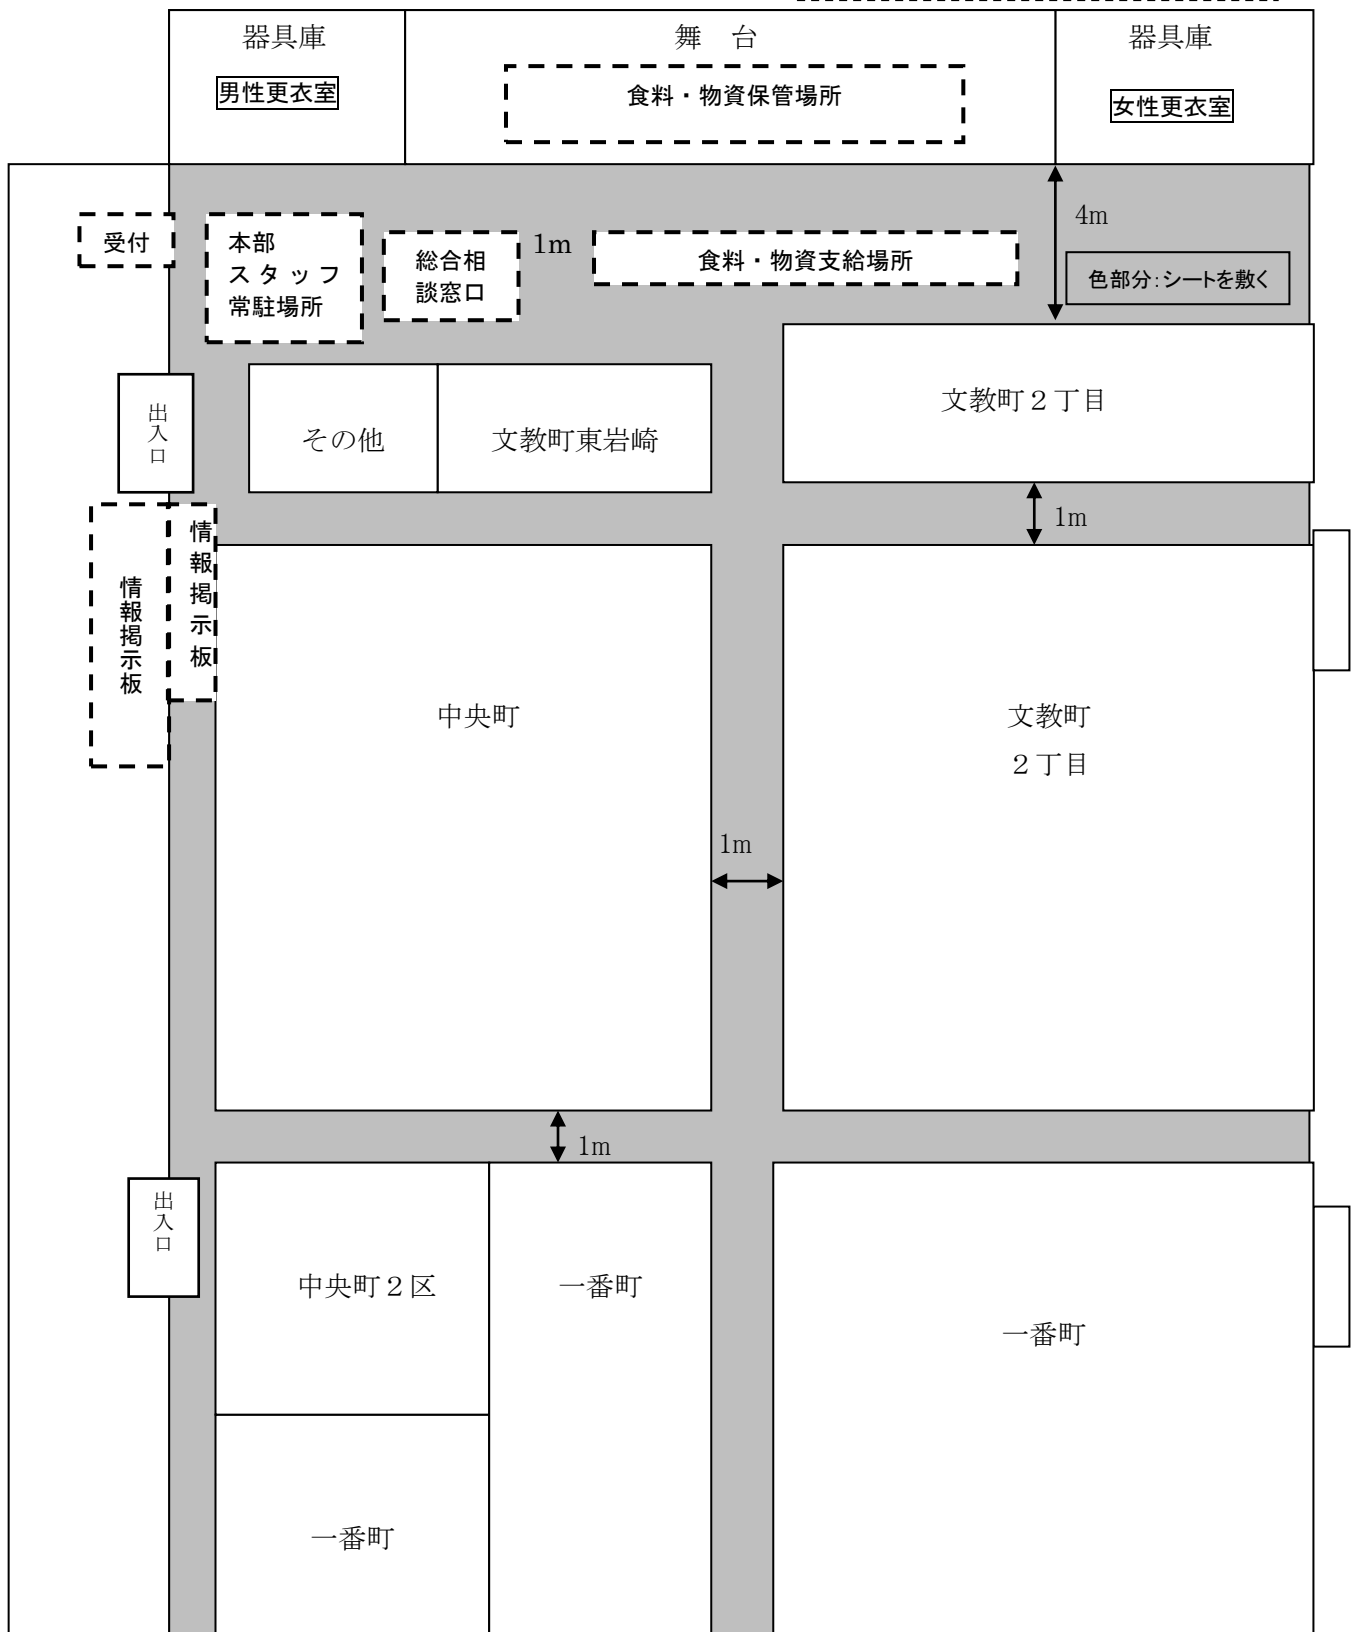 器具庫
舞　台
器具庫
男性更衣室
食料・物資保管場所
女性更衣室
4m
受付
本部
スタッフ
常駐場所
総合相
談窓口
1m
食料・物資支給場所
色部分：シートを敷く
出入口
その他
文教町東岩崎
文教町２丁目
1m
情報掲示板
情報掲示板
中央町
文教町
２丁目
1m
1m
出入口
中央町２区
一番町
一番町
一番町